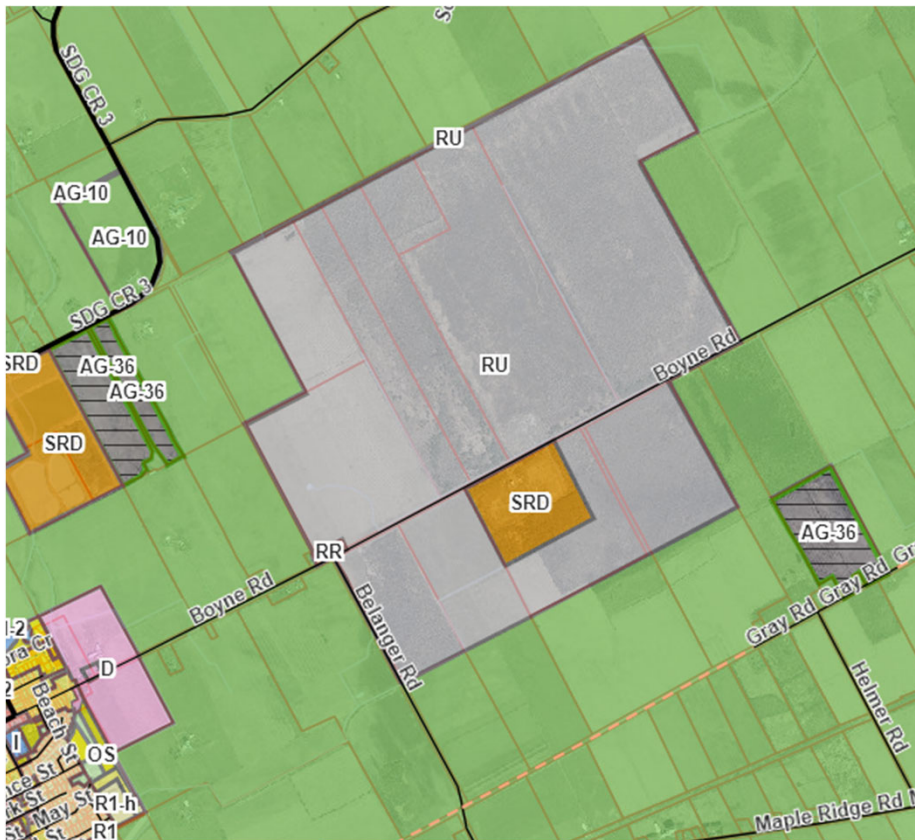 SDG CR 3
RU
AG-10
AG-10
SDG CR 3
SRD
AG-36
AG-36
SRD
RU
Boyne Rd
SRD
AG-36
RR
Boyne Rd
Belanger Rd
Gray Rd Gray Rd
Helmer Rd
D
Beach St
OS
May St
R1-h
R1
Maple Ridge Rd